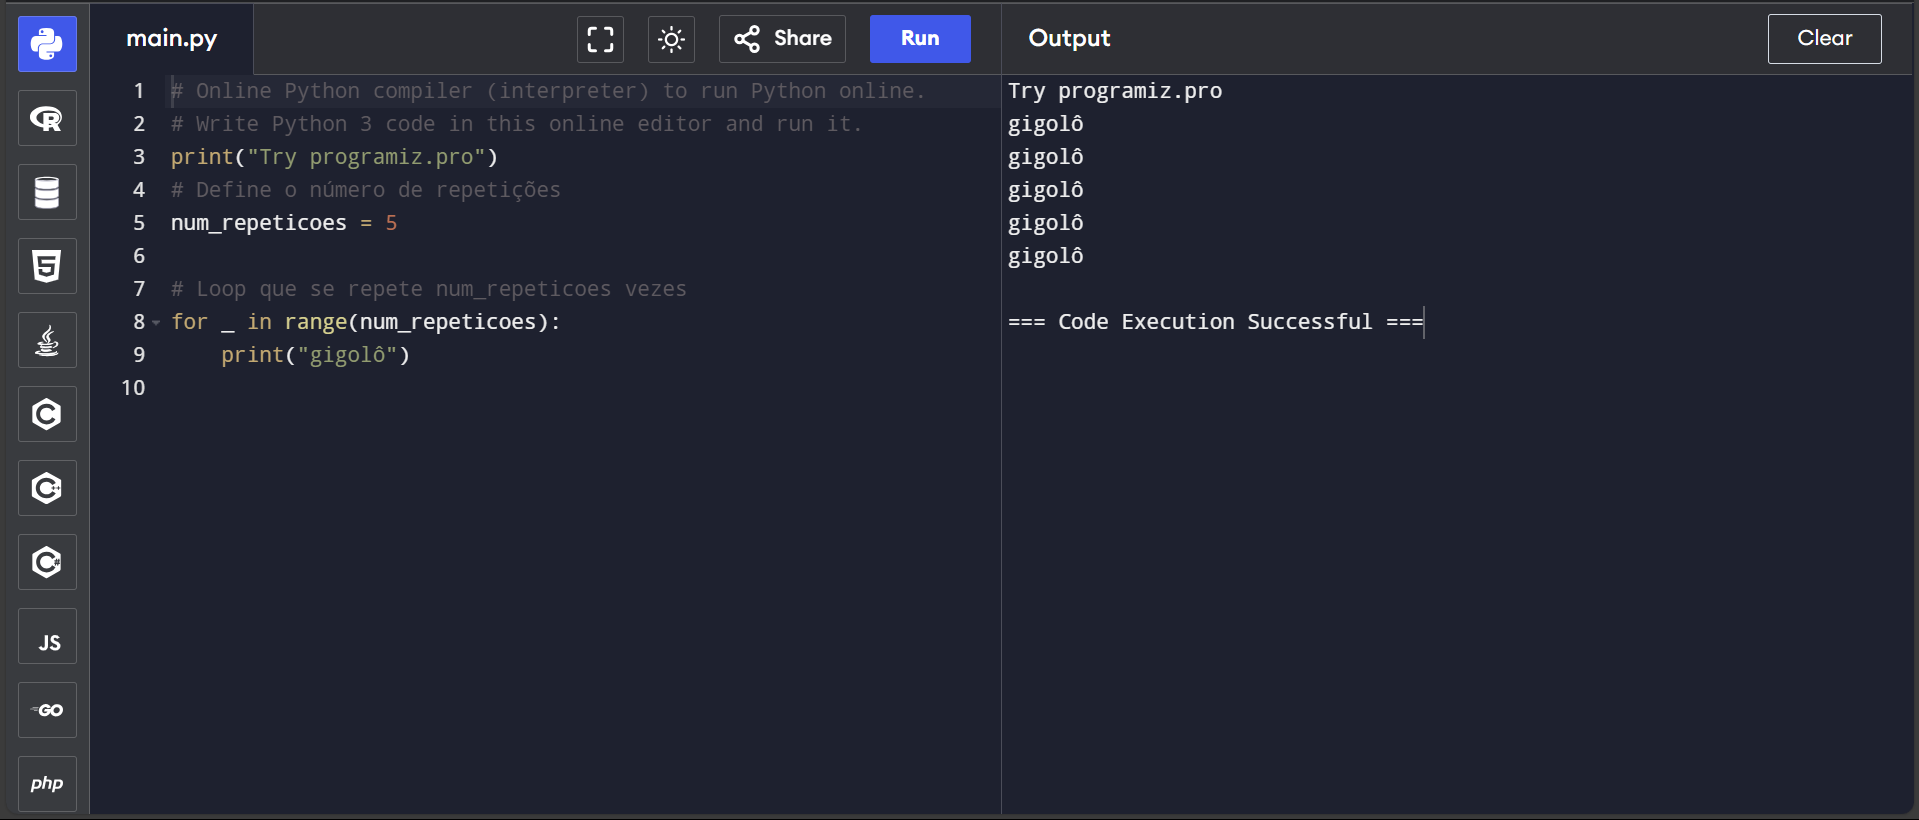 main.py
Share
Run
Output
Clear
1 # Online Python compiler (interpreter) to run Python online.
2 # Write Python 3 code in this online editor and run it.
3 print("Try programiz.pro")
4 # Define o número de repetições
5 num_repeticoes = 5
6
7 # Loop que se repete num_repeticoes vezes
8 for _ in range(num_repeticoes):
9     print("gigolô")
10
Try programiz.pro
gigolô
gigolô
gigolô
gigolô
gigolô
=== Code Execution Successful ===
R
5
C
C++
C#
JS
GO
php